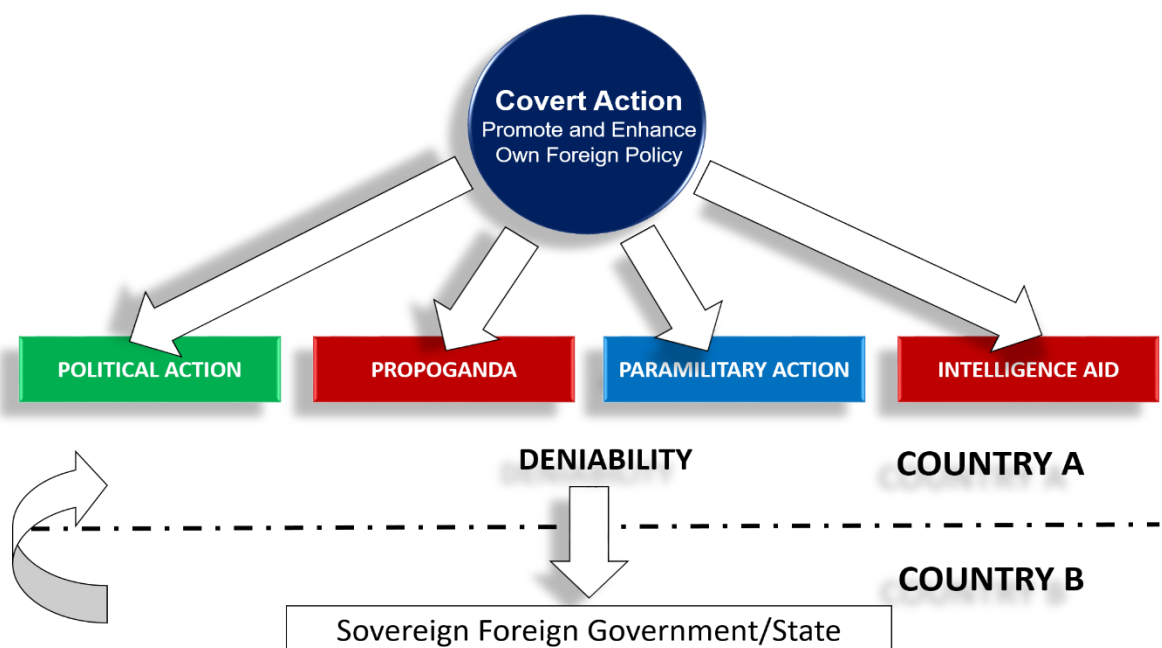 Covert Action
Promote and Enhance
Own Foreign Policy
POLITICAL ACTION
PROPOGANDA
PARAMILITARY ACTION
INTELLIGENCE AID
DENIABILITY
COUNTRY A
COUNTRY B
Sovereign Foreign Government/State